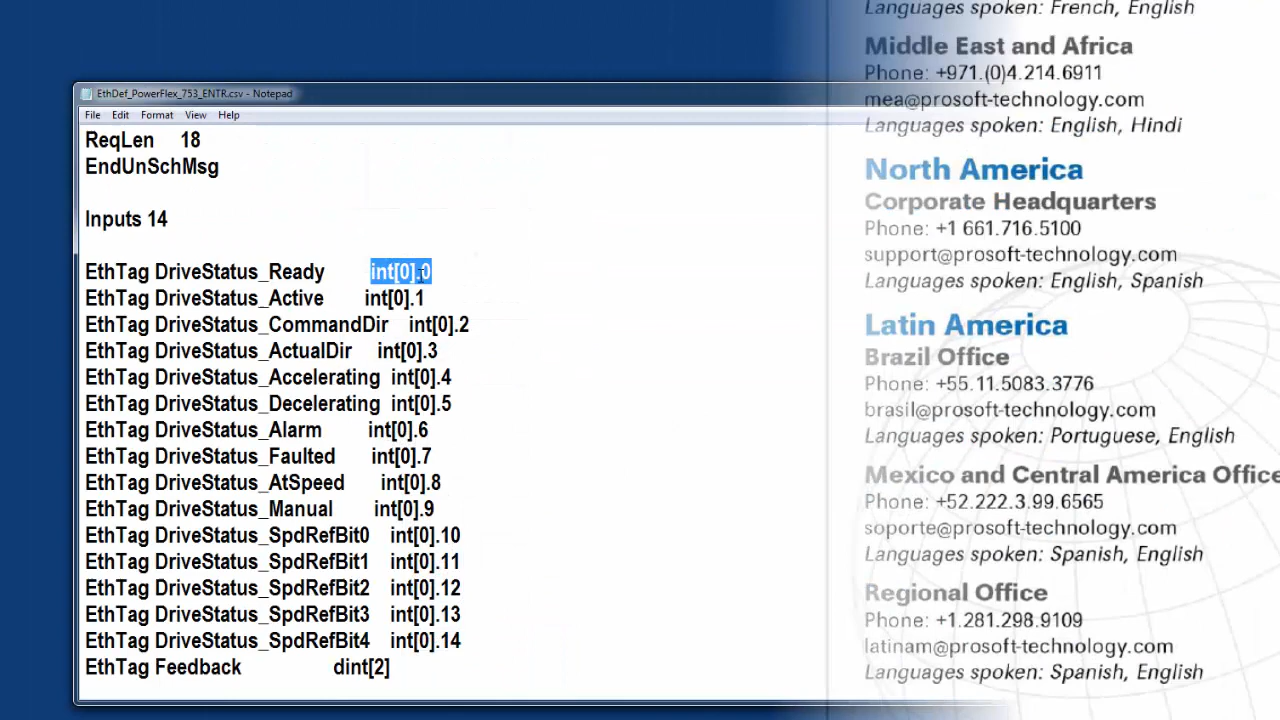 EthDef_PowerFlex_753_ENTR.csv - Notepad
File Edit Format View Help
ReqLen 18
EndUnSchMsg
Inputs 14
EthTag DriveStatus_Ready int[0].0
EthTag DriveStatus_Active int[0].1
EthTag DriveStatus_CommandDir int[0].2
EthTag DriveStatus_ActualDir int[0].3
EthTag DriveStatus_Accelerating int[0].4
EthTag DriveStatus_Decelerating int[0].5
EthTag DriveStatus_Alarm int[0].6
EthTag DriveStatus_Faulted int[0].7
EthTag DriveStatus_AtSpeed int[0].8
EthTag DriveStatus_Manual int[0].9
EthTag DriveStatus_SpdRefBit0 int[0].10
EthTag DriveStatus_SpdRefBit1 int[0].11
EthTag DriveStatus_SpdRefBit2 int[0].12
EthTag DriveStatus_SpdRefBit3 int[0].13
EthTag DriveStatus_SpdRefBit4 int[0].14
EthTag Feedback dint[2]
Languages spoken: French, English
Middle East and Africa
Phone: +971.(0)4.214.6911
mea@prosoft-technology.com
Languages spoken: English, Hindi
North America
Corporate Headquarters
Phone: +1 661.716.5100
support@prosoft-technology.com
Languages spoken: English, Spanish
Latin America
Brazil Office
Phone: +55.11.5083.3776
brasil@prosoft-technology.com
Languages spoken: Portuguese, English
Mexico and Central America Office
Phone: +52.222.3.99.6565
soporte@prosoft-technology.com
Languages spoken: Spanish, English
Regional Office
Phone: +1.281.298.9109
latinam@prosoft-technology.com
Languages spoken: Spanish, English